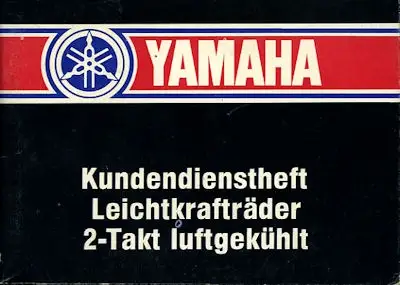 YAMAHA
Kundendienstheft
Leichtkrafträder
2-Takt luftgekühlt